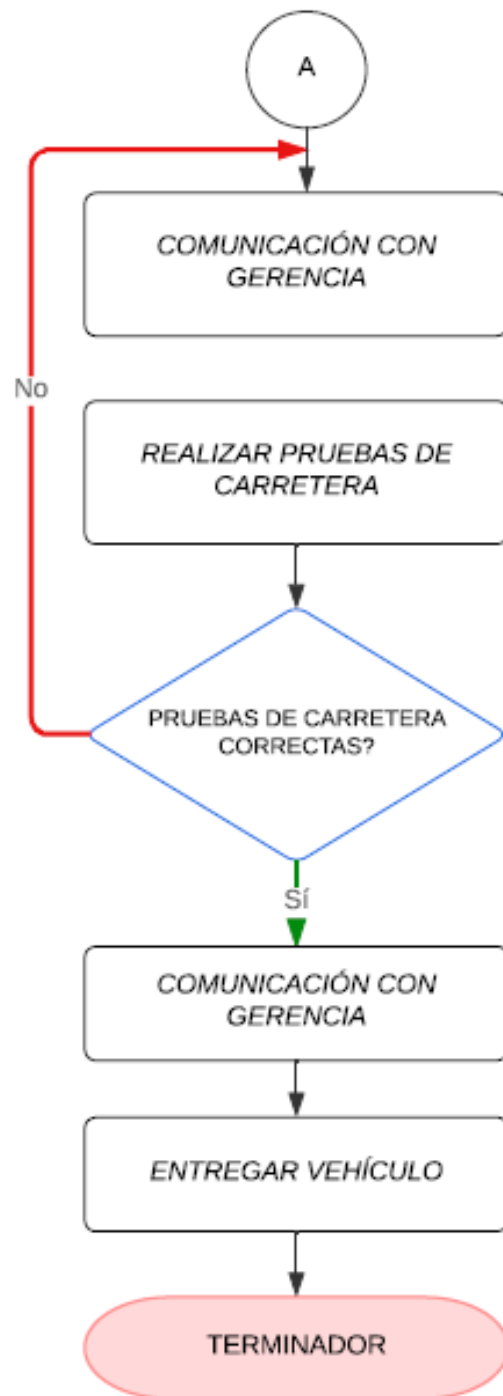 A
COMUNICACIÓN CON
GERENCIA
No
REALIZAR PRUEBAS DE
CARRETERA
PRUEBAS DE CARRETERA
CORRECTAS?
Sí
COMUNICACIÓN CON
GERENCIA
ENTREGAR VEHÍCULO
TERMINADOR